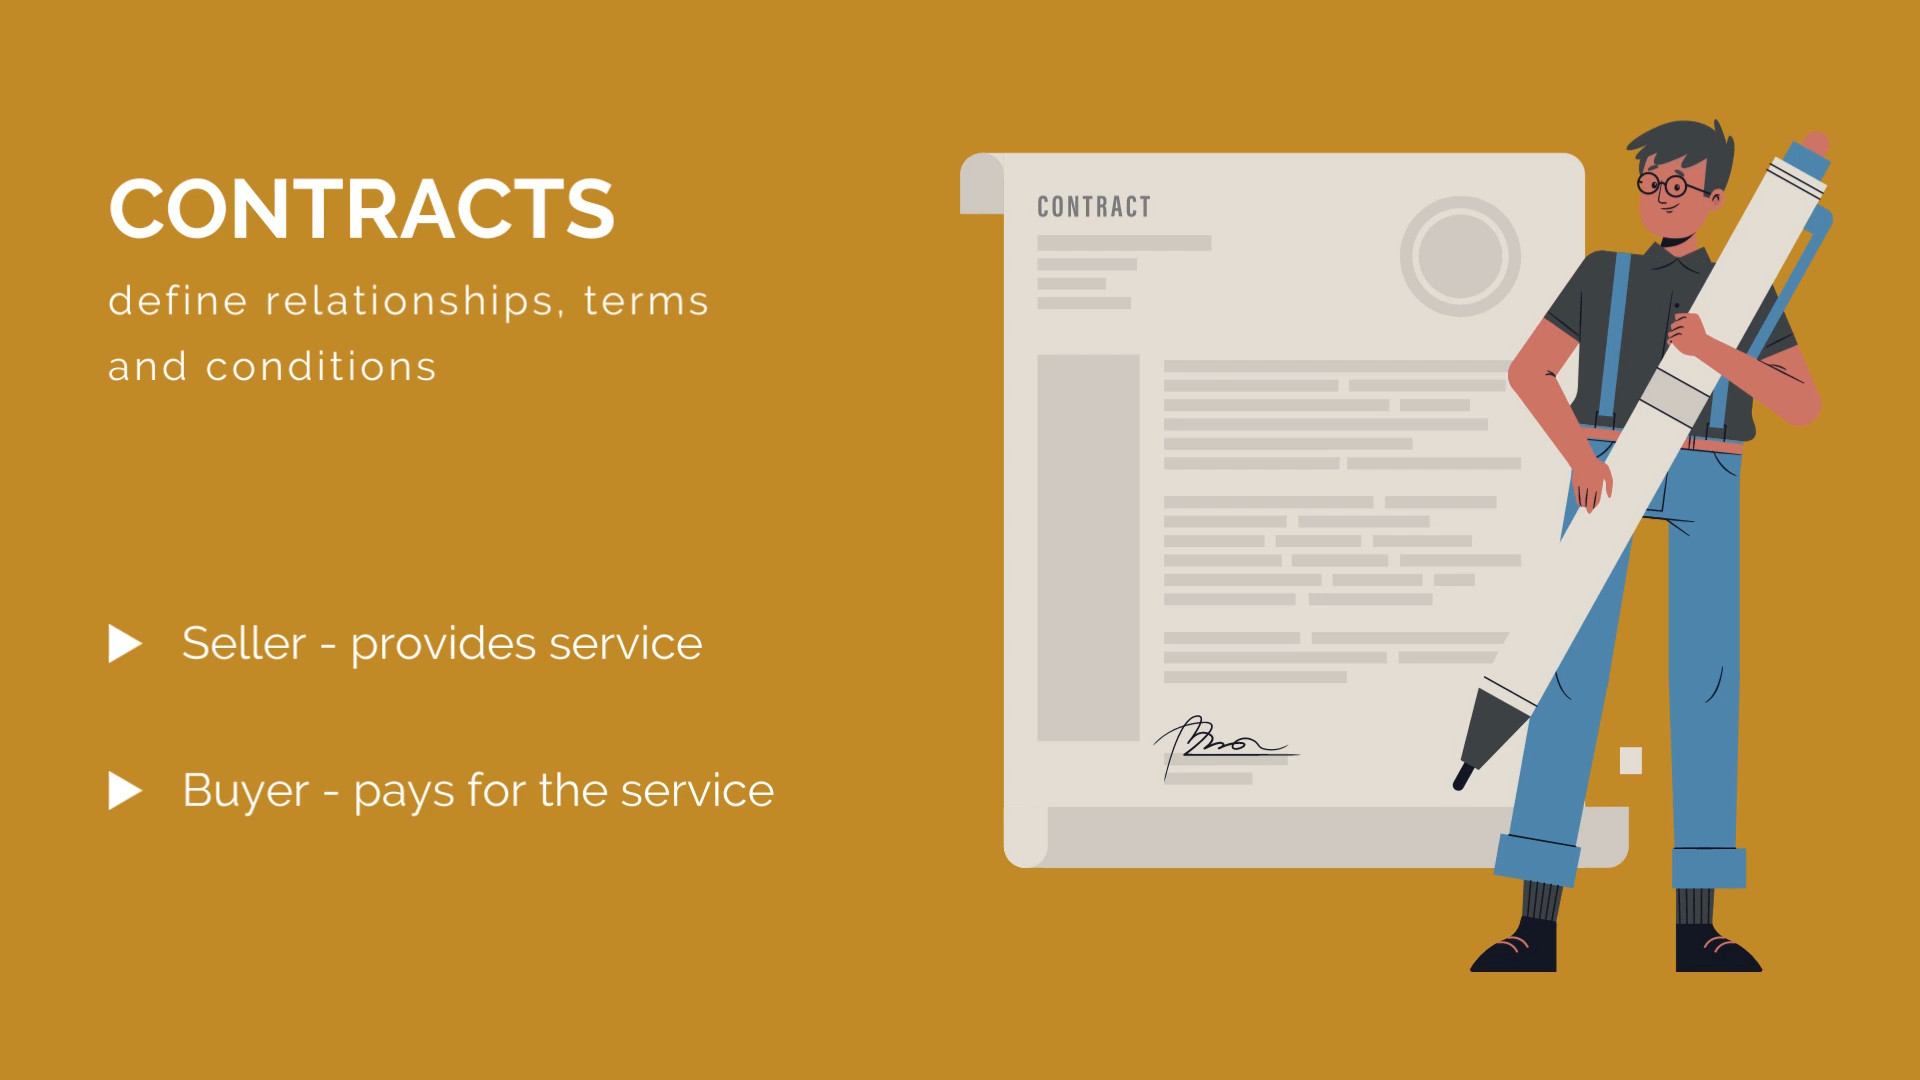 CONTRACTS
define relationships, terms
and conditions
Seller - provides service
Buyer - pays for the service
CONTRACT